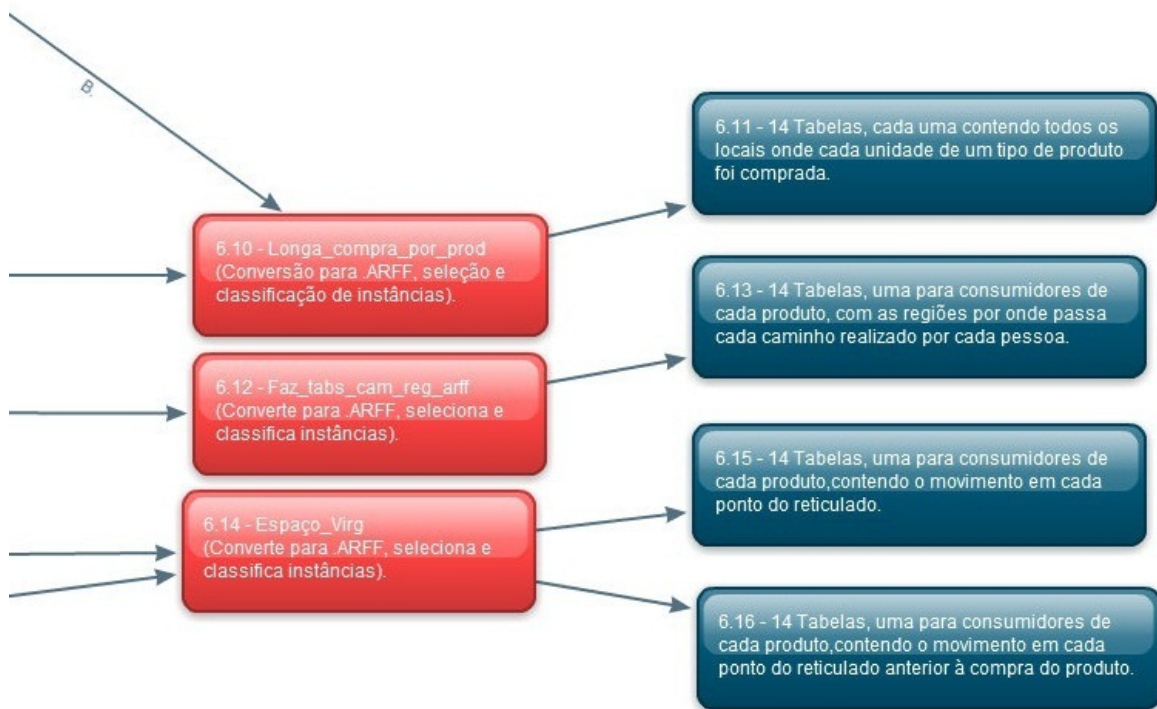 B.
6.11 - 14 Tabelas, cada uma contendo todos os
locais onde cada unidade de um tipo de produto
foi comprada.
6.10 - Longa_compra_por_prod
(Conversão para .ARFF, seleção e
classificação de instâncias).
6.13 - 14 Tabelas, uma para consumidores de
cada produto, com as regiões por onde passa
cada caminho realizado por cada pessoa.
6.12 - Faz_tabs_cam_reg_arff
(Converte para .ARFF, seleciona e
classifica instâncias).
6.15 - 14 Tabelas, uma para consumidores de
cada produto,contendo o movimento em cada
ponto do reticulado.
6.14 - Espaço_Virg
(Converte para .ARFF, seleciona e
classifica instâncias).
6.16 - 14 Tabelas, uma para consumidores de
cada produto,contendo o movimento em cada
ponto do reticulado anterior à compra do produto.